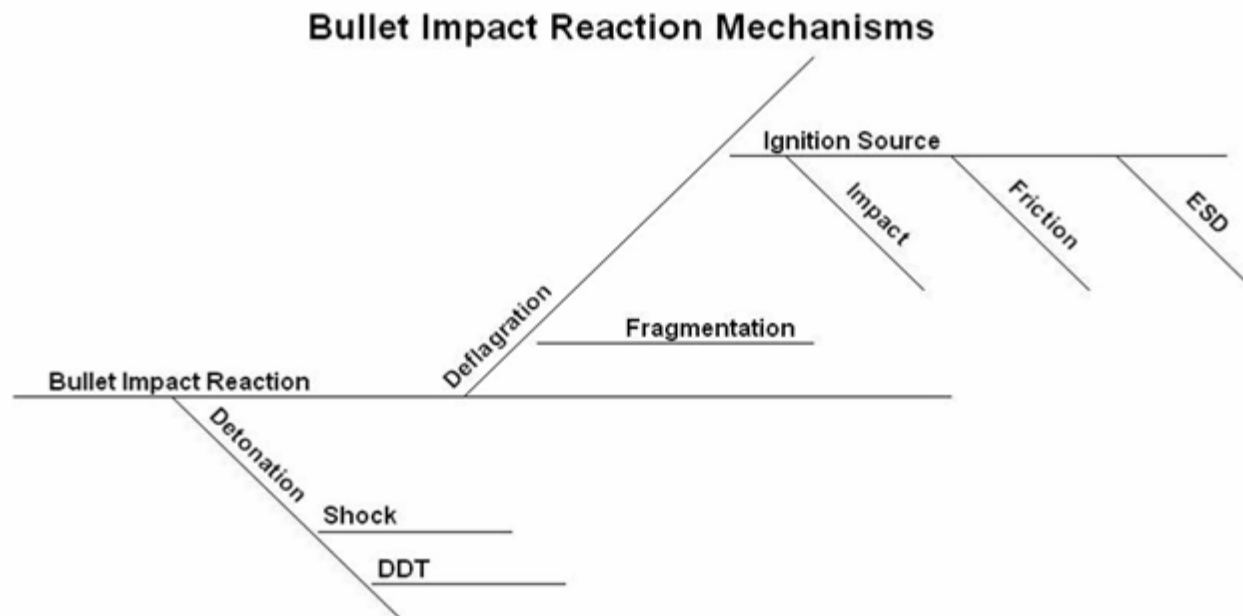 Bullet Impact Reaction Mechanisms
Ignition Source
Impact
Friction
ESD
Deflagration
Fragmentation
Bullet Impact Reaction
Detonation
Shock
DDT